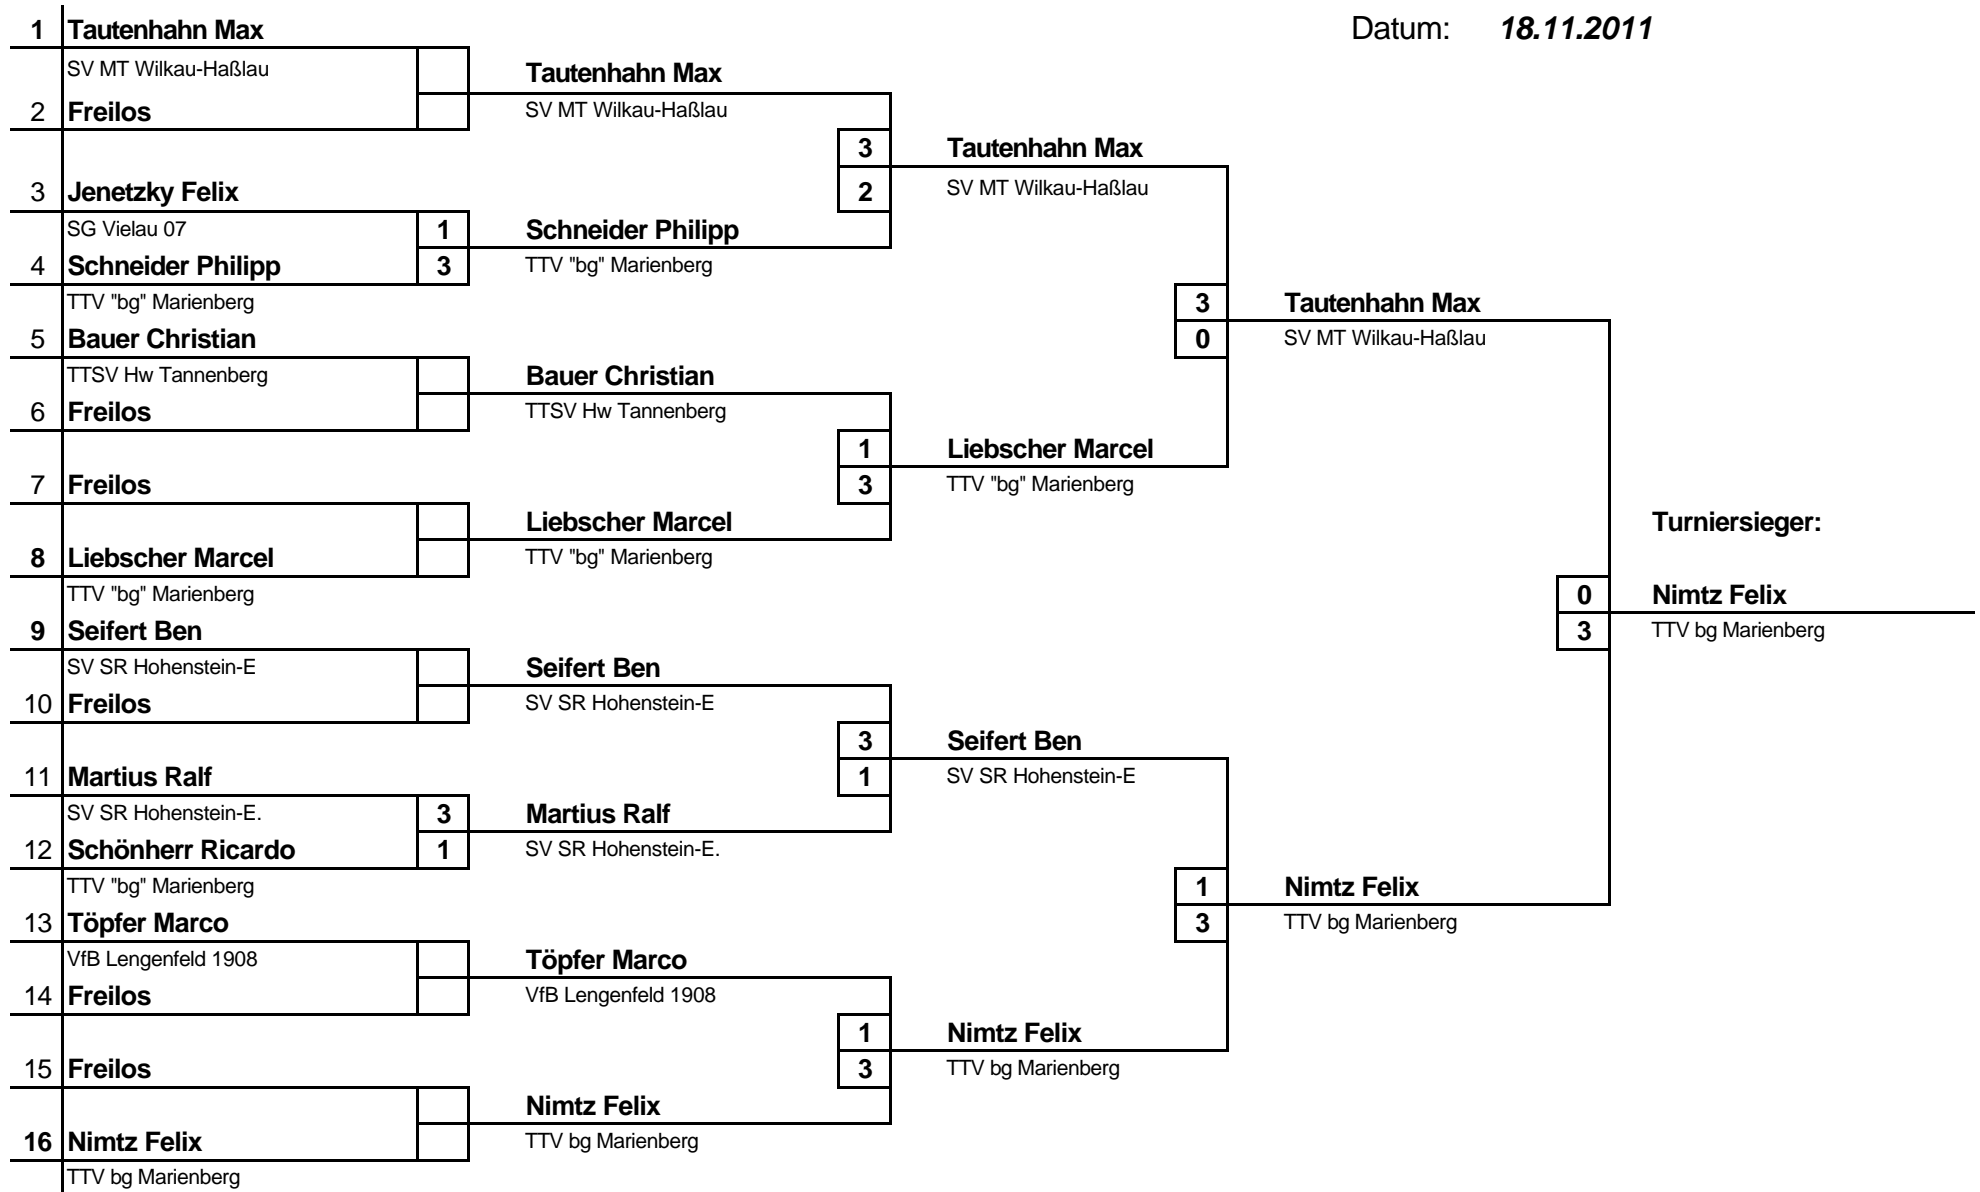 Datum: 18.11.2011
1 Tautenhahn Max
SV MT Wilkau-Haßlau
2 Freilos
3 Jenetzky Felix
SG Vielau 07 1
4 Schneider Philipp 3
TTV "bg" Marienberg
5 Bauer Christian
TTSV Hw Tannenberg
6 Freilos
7 Freilos
8 Liebscher Marcel
TTV "bg" Marienberg
9 Seifert Ben
SV SR Hohenstein-E
10 Freilos
11 Martius Ralf
SV SR Hohenstein-E. 3
12 Schönherr Ricardo 1
TTV "bg" Marienberg
13 Töpfer Marco
VfB Lengenfeld 1908
14 Freilos
15 Freilos
16 Nimtz Felix
TTV bg Marienberg
Tautenhahn Max
SV MT Wilkau-Haßlau
3
2
Schneider Philipp
TTV "bg" Marienberg
Bauer Christian
TTSV Hw Tannenberg
1
3
Liebscher Marcel
TTV "bg" Marienberg
Seifert Ben
SV SR Hohenstein-E
3
1
Martius Ralf
SV SR Hohenstein-E.
Töpfer Marco
VfB Lengenfeld 1908
1
3
Nimtz Felix
TTV bg Marienberg
Tautenhahn Max
SV MT Wilkau-Haßlau
3
0
Liebscher Marcel
TTV "bg" Marienberg
Seifert Ben
SV SR Hohenstein-E
1
3
Nimtz Felix
TTV bg Marienberg
Tautenhahn Max
SV MT Wilkau-Haßlau
0
3
Nimtz Felix
TTV bg Marienberg
Turniersieger:
Nimtz Felix
TTV bg Marienberg